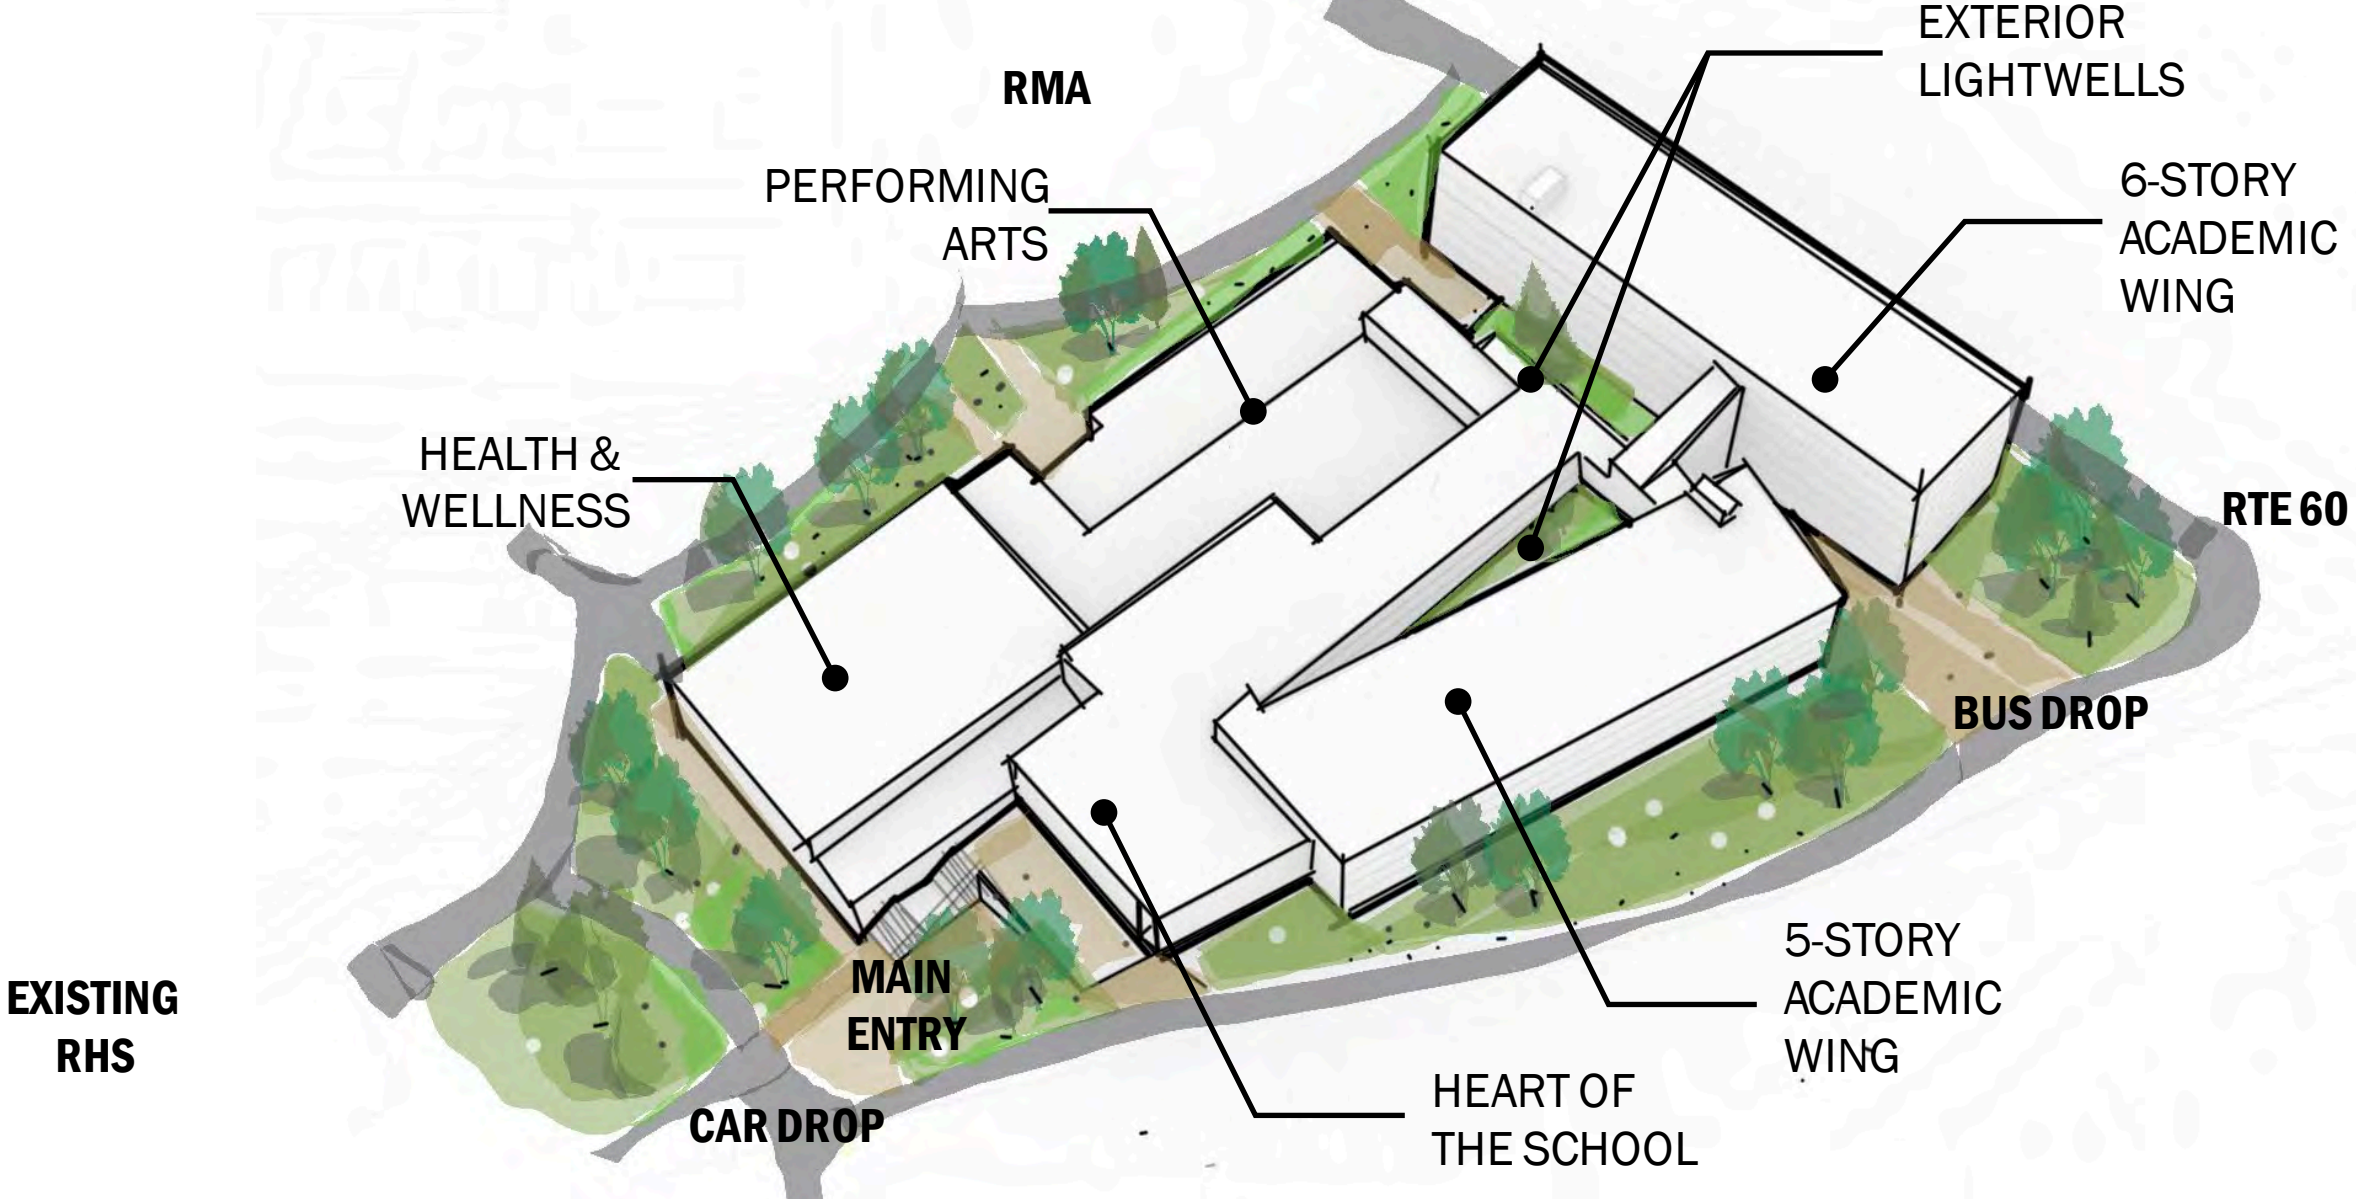 EXTERIOR
LIGHTWELLS
RMA
PERFORMING
ARTS
6-STORY
ACADEMIC
WING
HEALTH &
WELLNESS
RTE 60
BUS DROP
5-STORY
ACADEMIC
WING
MAIN
ENTRY
EXISTING
RHS
CAR DROP
HEART OF
THE SCHOOL